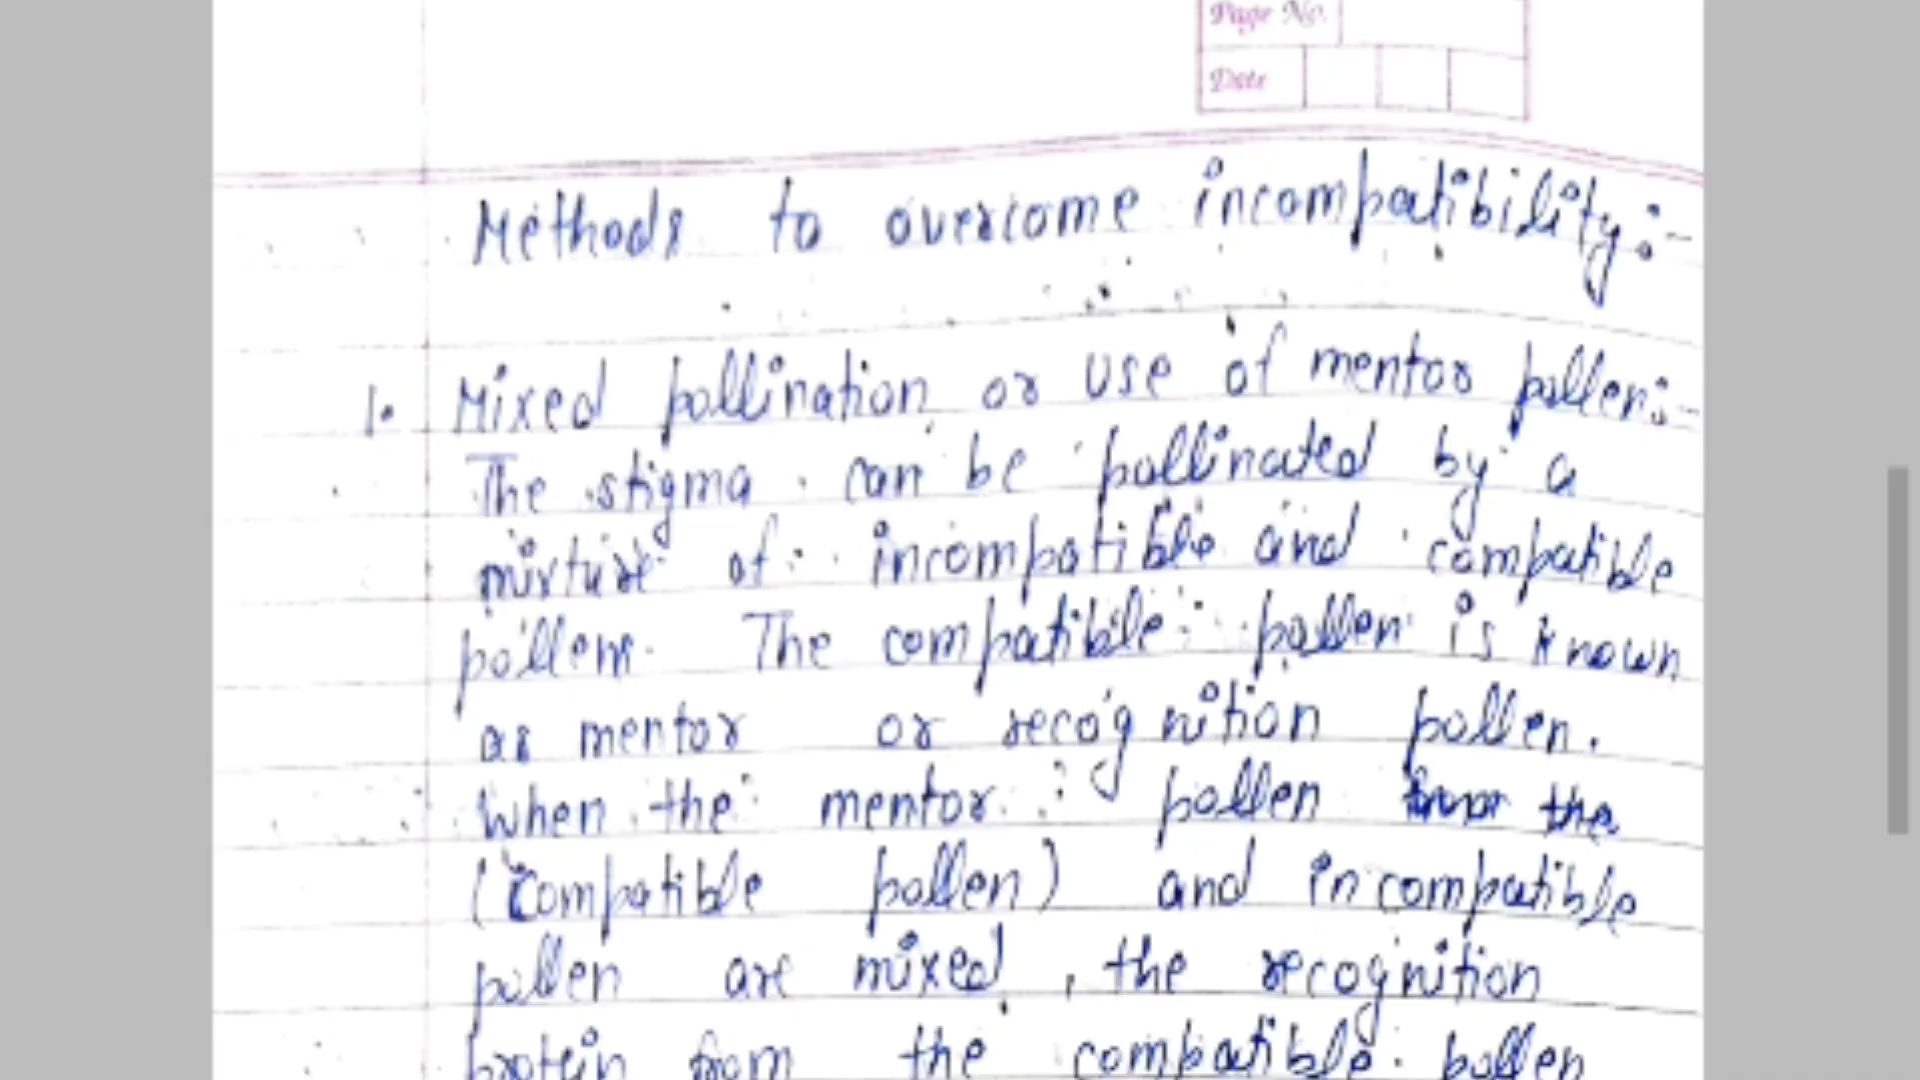 Page No.
Date
Methods to overcome incompatibility:-
1. Mixed pollination or use of mentor pollen:-
The stigma can be pollinated by a
mixture of incompatible and compatible
pollens. The compatible pollen is known
as mentor or recognition pollen.
When the mentor pollen the
(compatible pollen) and incompatible
pollen are mixed, the recognition
protein from the compatible pollen